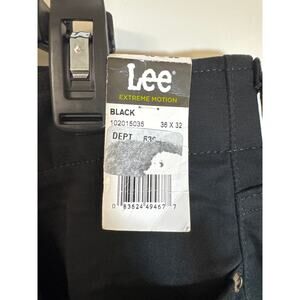 Lee
EXTREME MOTION
BLACK
102015035 36 X 32
DEPT
0 83624 49467 7